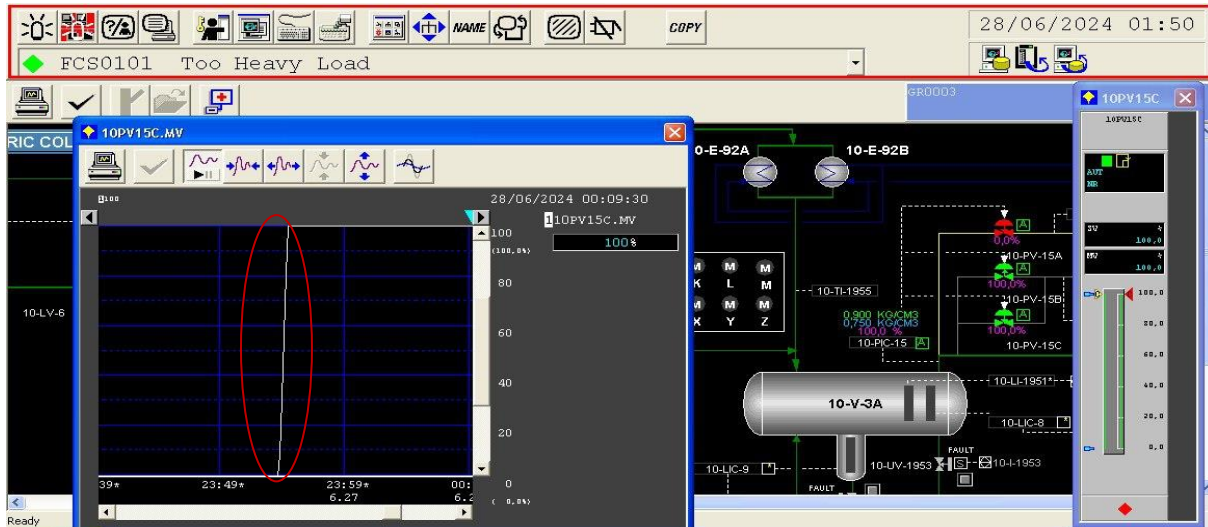 NAME
COPY
28/06/2024 01:50
FCS0101 Too Heavy Load
GR0003
10PV15C
10PV15C
RIC COL
10PV15C.MV
10-E-92A
10-E-92B
100
28/06/2024 00:09:30
1 10PV15C.MV
100%
100
(100,0%)
80
60
40
20
0
( 0,0%)
39*
23:49*
23:59*
00:
6.27
6.2
10-LV-6
M M M
K L M
M M M
X Y Z
10-TI-1955
0,900 KG/CM3
0,750 KG/CM3
100,0 %
10-PIC-15 A
A
0,0%
10-PV-15A
A
100,0%
10-PV-15B
A
100,0%
10-PV-15C
10-V-3A
10-LI-1951*
10-LIC-8 *
10-LIC-9 *
10-UV-1953
FAULT
S
10-I-1953
FAULT
AUT
NR
SV %
100,0
MV %
100,0
100,0
80,0
60,0
40,0
20,0
0,0
Ready